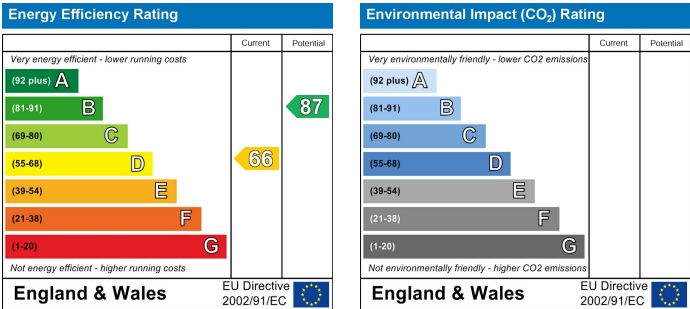 Energy Efficiency Rating
Current Potential
Very energy efficient - lower running costs
(92 plus) A
(81-91) B
87
(69-80) C
(55-68) D
66
(39-54) E
(21-38) F
(1-20) G
Not energy efficient - higher running costs
England & Wales
EU Directive
2002/91/EC
Environmental Impact (CO₂) Rating
Current Potential
Very environmentally friendly - lower CO2 emissions
(92 plus) A
(81-91) B
(69-80) C
(55-68) D
(39-54) E
(21-38) F
(1-20) G
Not environmentally friendly - higher CO2 emissions
England & Wales
EU Directive
2002/91/EC